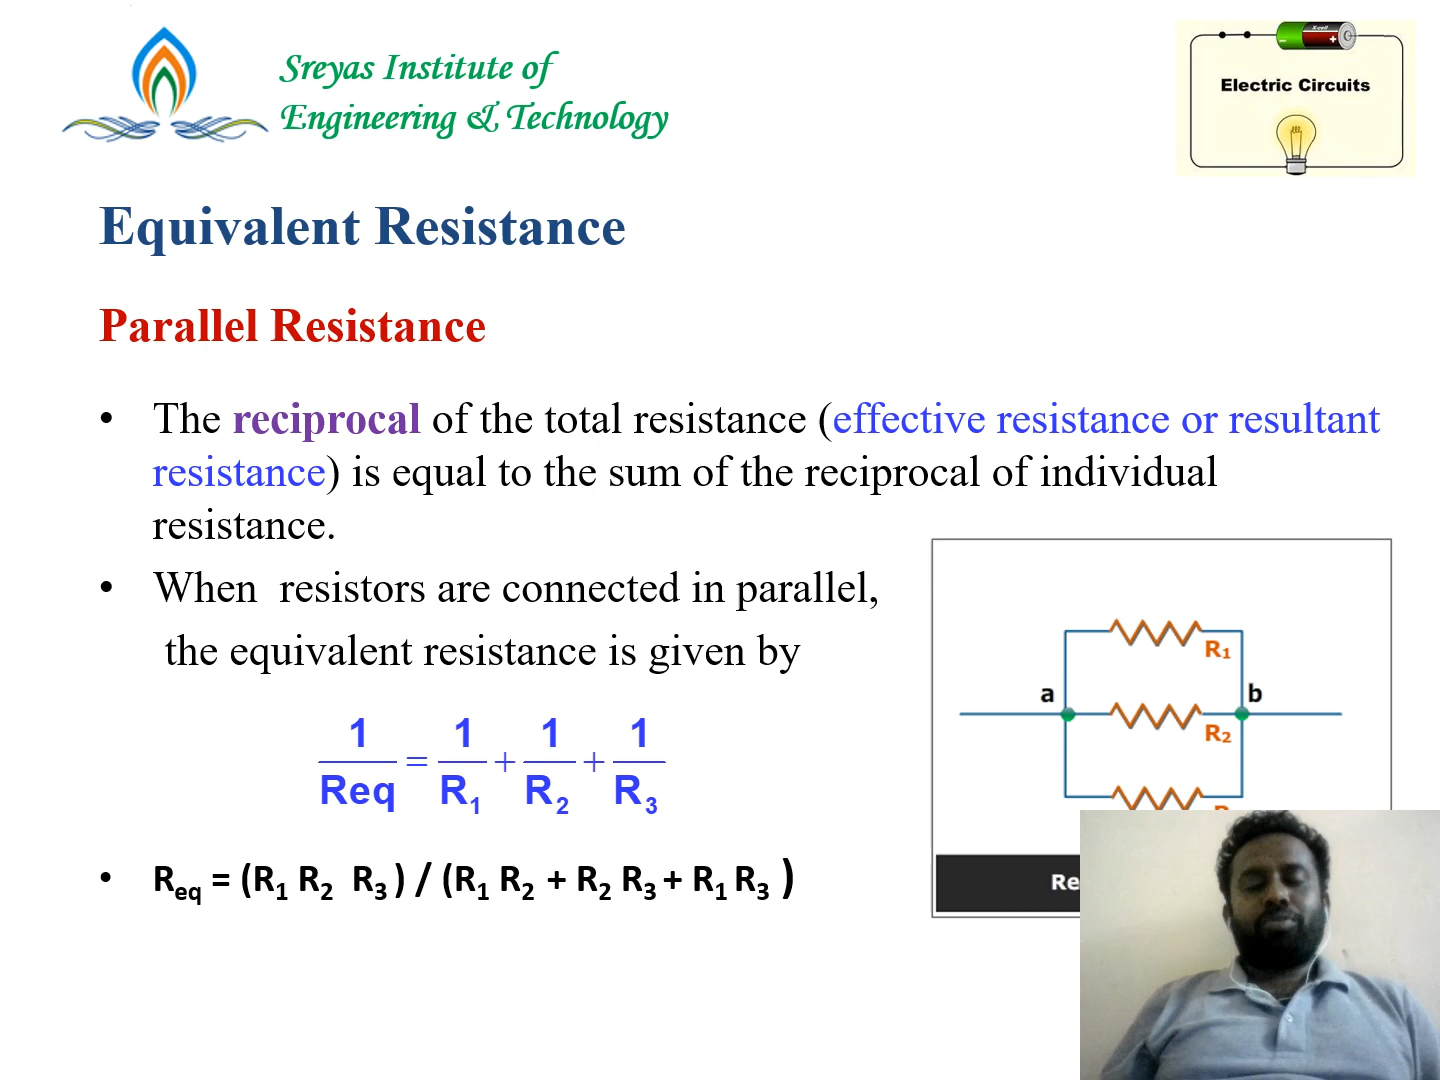 Sreyas Institute of
Engineering & Technology
X-cell
Electric Circuits
Equivalent Resistance
Parallel Resistance
• The reciprocal of the total resistance (effective resistance or resultant
resistance) is equal to the sum of the reciprocal of individual
resistance.
• When resistors are connected in parallel,
the equivalent resistance is given by
1/Req = 1/R₁ + 1/R₂ + 1/R₃
• Req = (R₁ R₂ R₃ ) / (R₁ R₂ + R₂ R₃ + R₁ R₃ )
R₁
a
b
R₂
Re